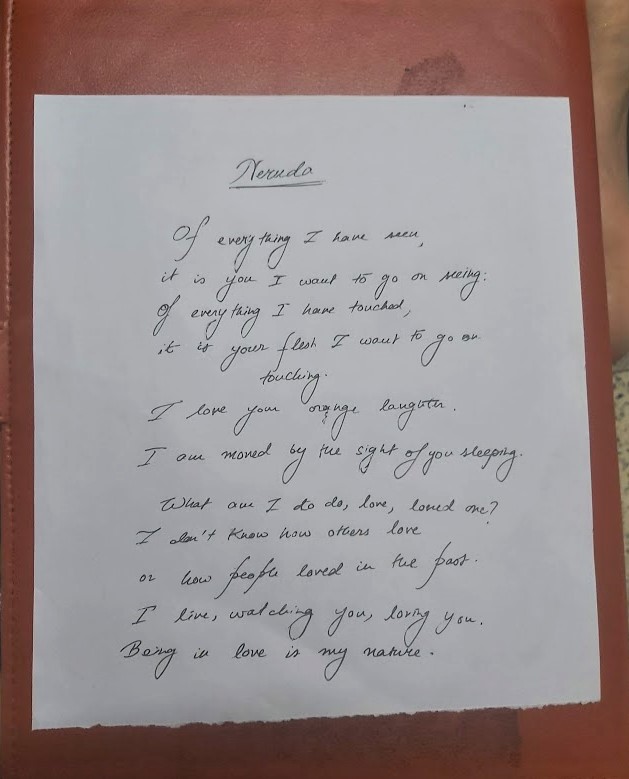 Neruda
Of everything I have seen,
it is you I want to go on seeing:
Of everything I have touched,
it is your flesh I want to go on
touching.
I love your orange laughter.
I am moved by the sight of you sleeping.
What am I to do, love, loved one?
I don't know how others love
or how people loved in the past.
I live, watching you, loving you.
Being in love is my nature.